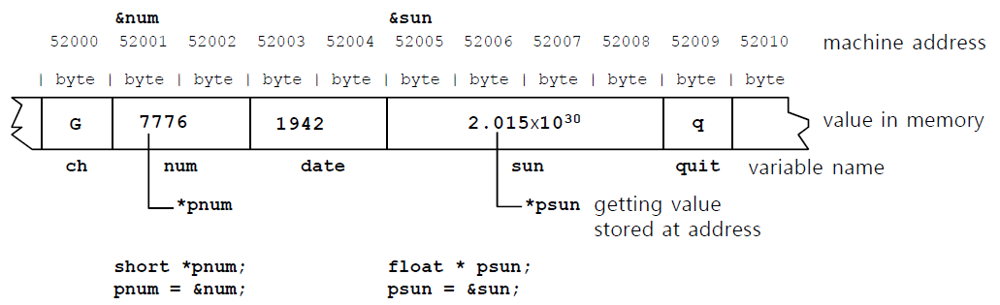 &num &sun
52000 52001 52002 52003 52004 52005 52006 52007 52008 52009 52010 machine address
| byte | byte | byte | byte | byte | byte | byte | byte | byte | byte | byte
G 7776 1942 2.015x10³⁰ q value in memory
ch num date sun quit variable name
*pnum *psun getting value
stored at address
short *pnum; float * psun;
pnum = &num; psun = &sun;